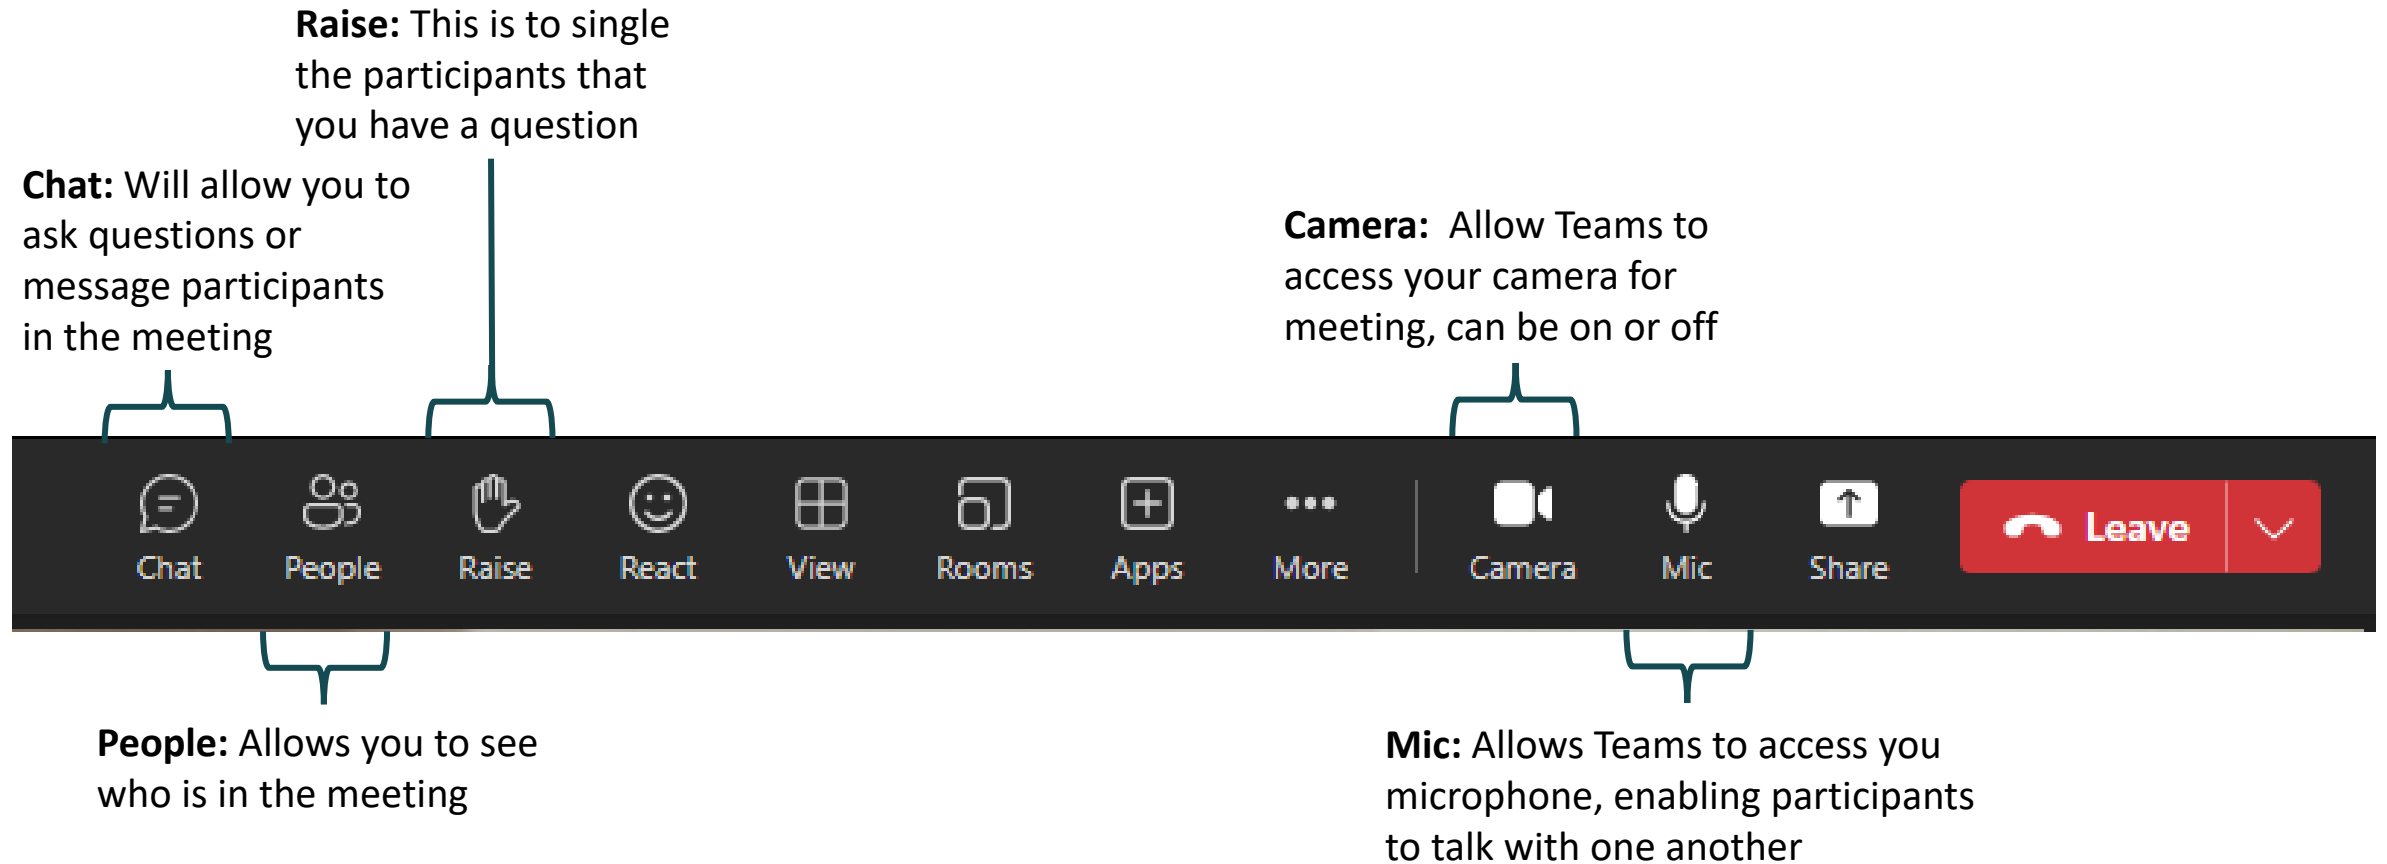 Raise: This is to single
the participants that
you have a question
Chat: Will allow you to
ask questions or
message participants
in the meeting
Camera:  Allow Teams to
access your camera for
meeting, can be on or off
Chat
People
Raise
React
View
Rooms
Apps
More
Camera
Mic
Share
Leave
People: Allows you to see
who is in the meeting
Mic: Allows Teams to access you
microphone, enabling participants
to talk with one another